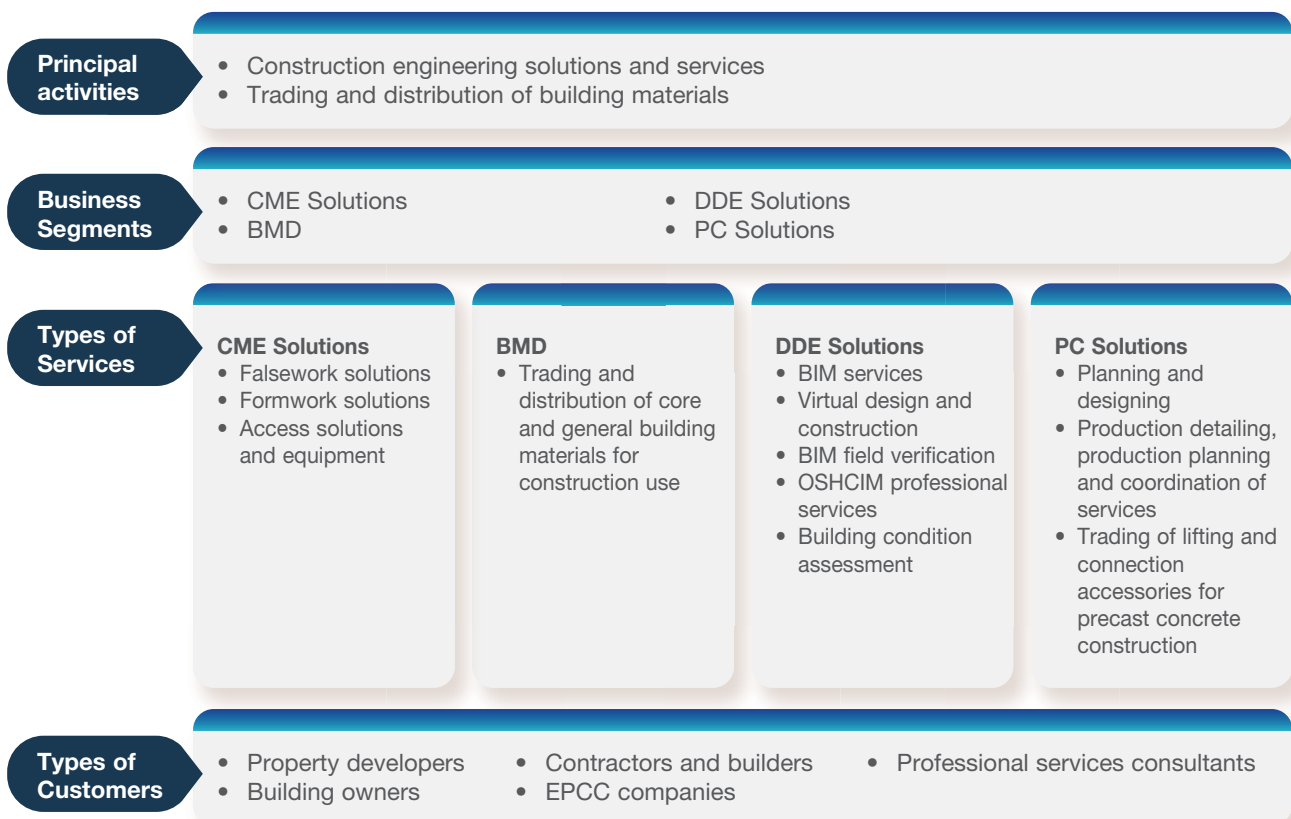 Principal
activities
• Construction engineering solutions and services
• Trading and distribution of building materials
Business
Segments
• CME Solutions
• BMD
• DDE Solutions
• PC Solutions
Types of
Services
CME Solutions
• Falsework solutions
• Formwork solutions
• Access solutions
and equipment
BMD
• Trading and
distribution of core
and general building
materials for
construction use
DDE Solutions
• BIM services
• Virtual design and
construction
• BIM field verification
• OSHCIM professional
services
• Building condition
assessment
PC Solutions
• Planning and
designing
• Production detailing,
production planning
and coordination of
services
• Trading of lifting and
connection
accessories for
precast concrete
construction
Types of
Customers
• Property developers
• Building owners
• Contractors and builders
• EPCC companies
• Professional services consultants